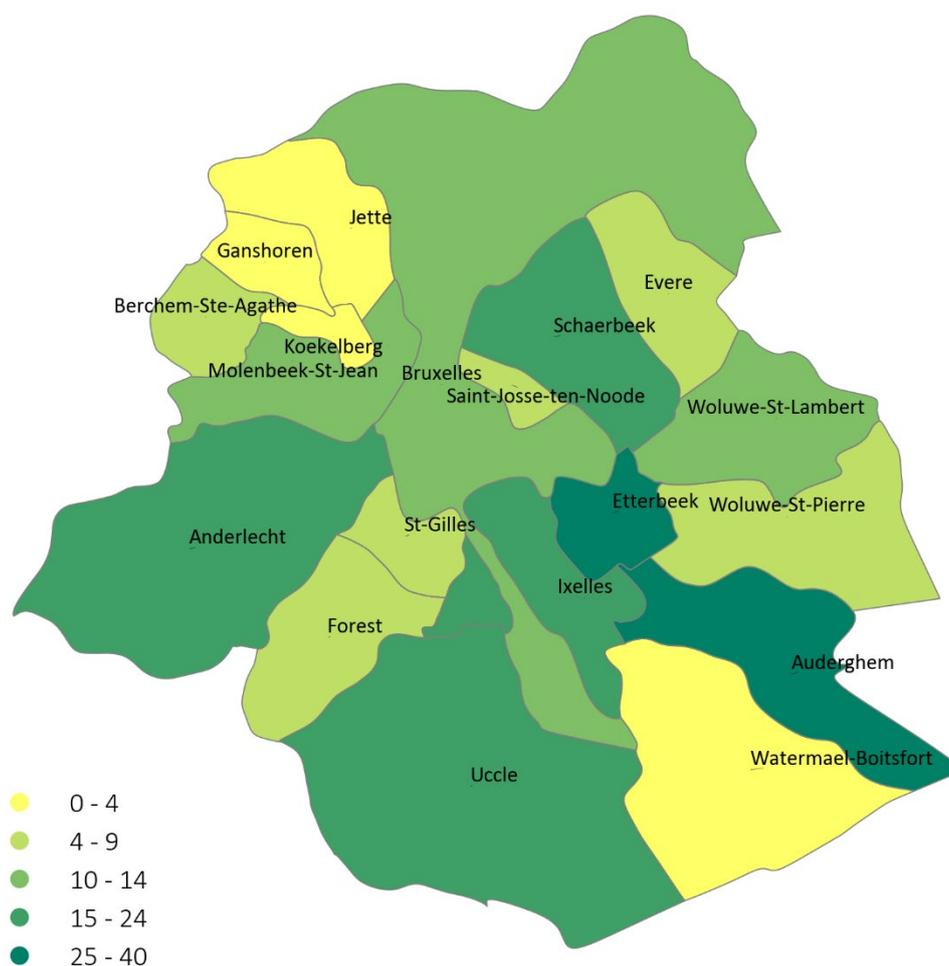 Jette
Ganshoren
Evere
Berchem-Ste-Agathe
Schaerbeek
Koekelberg
Molenbeek-St-Jean
Bruxelles
Saint-Josse-ten-Noode
Woluwe-St-Lambert
Etterbeek
Woluwe-St-Pierre
St-Gilles
Anderlecht
Ixelles
Forest
Auderghem
Watermael-Boitsfort
Uccle
0 - 4
4 - 9
10 - 14
15 - 24
25 - 40